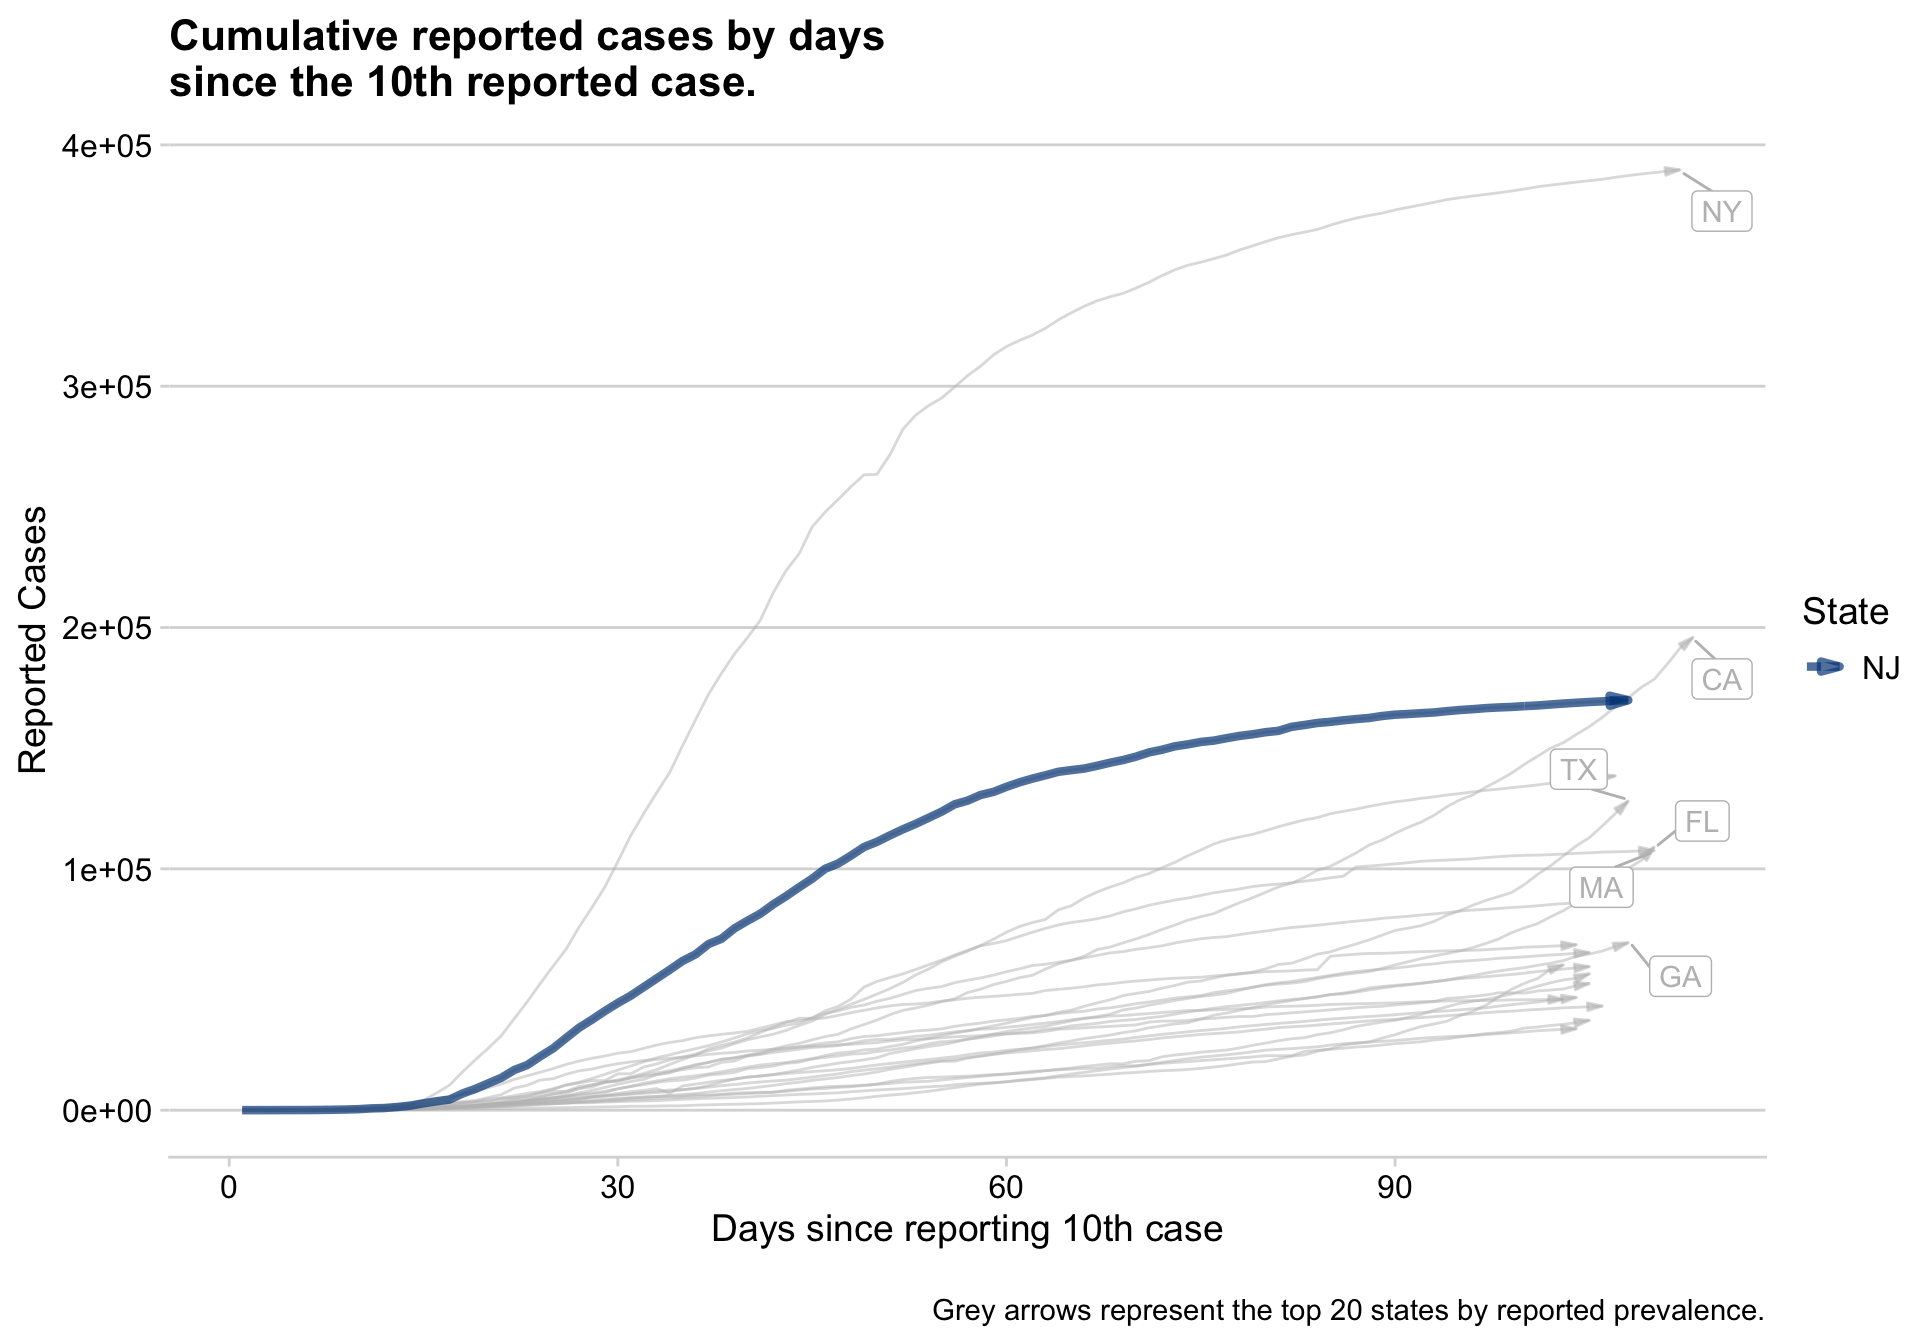 Cumulative reported cases by days
since the 10th reported case.
4e+05
3e+05
2e+05
1e+05
0e+00
Reported Cases
NY
CA
TX
FL
MA
GA
State
NJ
0 30 60 90
Days since reporting 10th case
Grey arrows represent the top 20 states by reported prevalence.